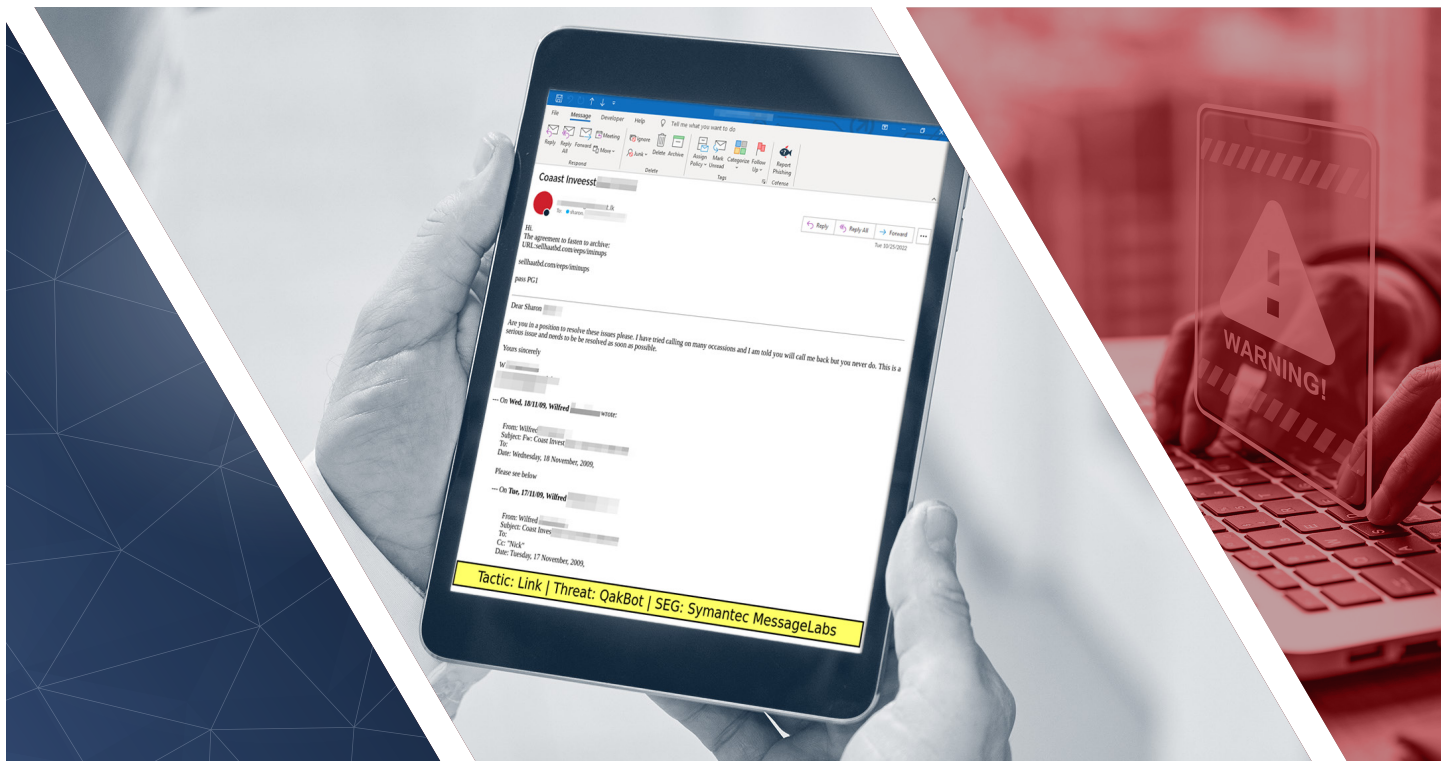 File Message Developer Help Tell me what you want to do
Reply Reply All Forward Meeting More Ignore Junk Delete Archive Assign Policy Mark Unread Categorize Follow Up Report Phishing
Respond Delete Tags Cofense
Coaast Inveesst
t.lk
To sharon.
Reply Reply All Forward
Tue 10/25/2022
Hi.
The agreement to fasten to archive:
URL:sellhaatbd.com/eeps/iminups
sellhaatbd.com/eeps/iminups
pass PG1
Dear Sharon
Are you in a position to resolve these issues please. I have tried calling on many occassions and I am told you will call me back but you never do. This is a
serious issue and needs to be be resolved as soon as possible.
Yours sincerely
W
--- On Wed, 18/11/09, Wilfred wrote:
From: Wilfred
Subject: Fw: Coast Invest
To:
Date: Wednesday, 18 November, 2009,
Please see below
--- On Tue, 17/11/09, Wilfred
From: Wilfred
Subject: Coast Inves
To:
Cc: "Nick"
Date: Tuesday, 17 November, 2009,
Tactic: Link | Threat: QakBot | SEG: Symantec MessageLabs
WARNING!